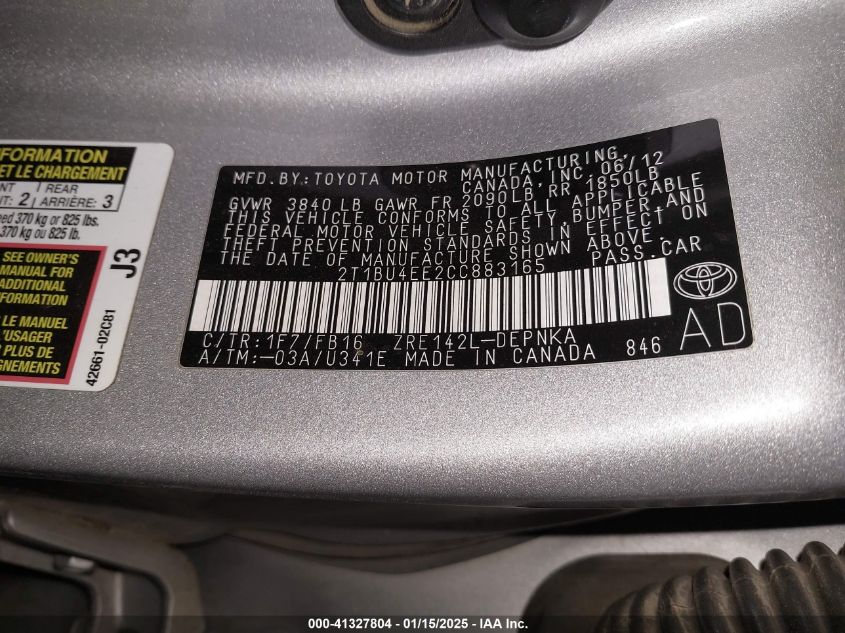 NFORMATION
ET LE CHARGEMENT
NT REAR
NT: 2 ARRIÈRE: 3
ed 370 kg or 825 lbs.
370 kg ou 825 lb.
SEE OWNER'S
MANUAL FOR
ADDITIONAL
LE MANUEL
L'USAGER
PLUS DE
GNEMENTS
J3
42661-02C81
MFD. BY: TOYOTA MOTOR MANUFACTURING,
CANADA, INC. 06/12
GVWR 3840 LB GAWR FR 2090LB RR 1850LB
THIS VEHICLE CONFORMS TO ALL APPLICABLE
FEDERAL MOTOR VEHICLE SAFETY, BUMPER, AND
THEFT PREVENTION STANDARDS IN EFFECT ON
THE DATE OF MANUFACTURE SHOWN ABOVE.
2T1BU4EE2CC883165 PASS. CAR
C/TR: 1F7/FB16 ZRE142L-DEPNKA
A/TM:-03A/U341E MADE IN CANADA 846
AD
000-41327804 — 01/15/2025 - IAA Inc.